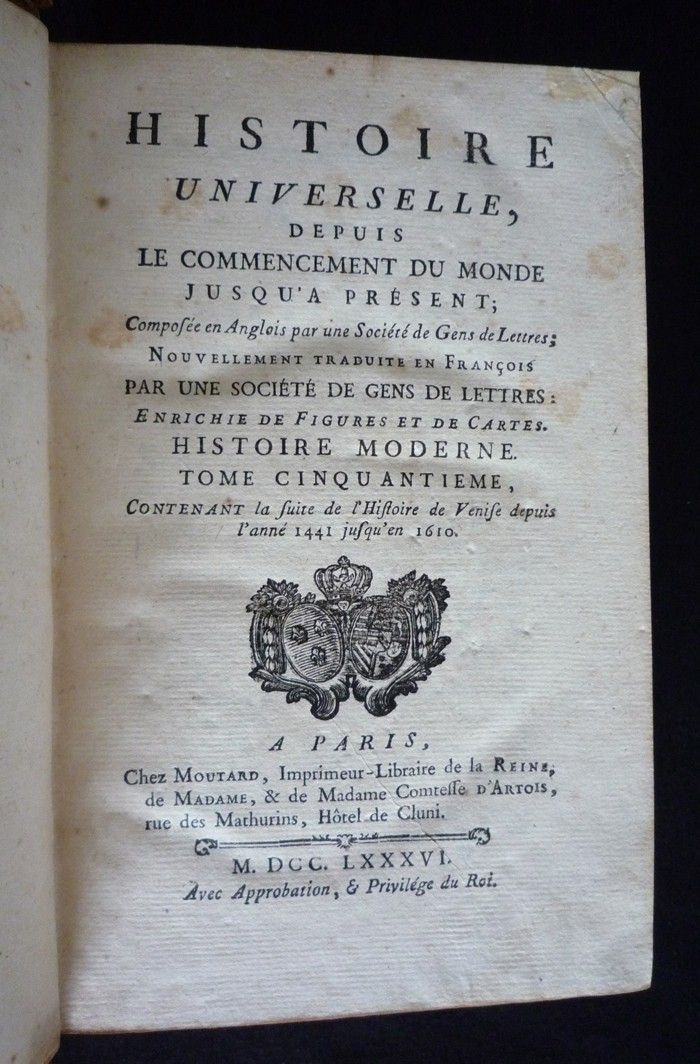 HISTOIRE
UNIVERSELLE,
DEPUIS
LE COMMENCEMENT DU MONDE
JUSQU'A PRÉSENT;
Compoſée en Anglois par une Société de Gens de Lettres;
NOUVELLEMENT TRADUITE EN FRANÇOIS
PAR UNE SOCIÉTÉ DE GENS DE LETTRES:
ENRICHIE DE FIGURES ET DE CARTES.
HISTOIRE MODERNE.
TOME CINQUANTIEME,
CONTENANT la ſuite de l'Hiſtoire de Veniſe depuis
l'anné 1441 juſqu'en 1610.
A PARIS,
Chez MOUTARD, Imprimeur-Libraire de la REINE,
de MADAME, & de Madame Comteſſe D'ARTOIS,
rue des Mathurins, Hôtel de Cluni.
M. DCC. LXXXVI.
Avec Approbation, & Privilége du Roi.